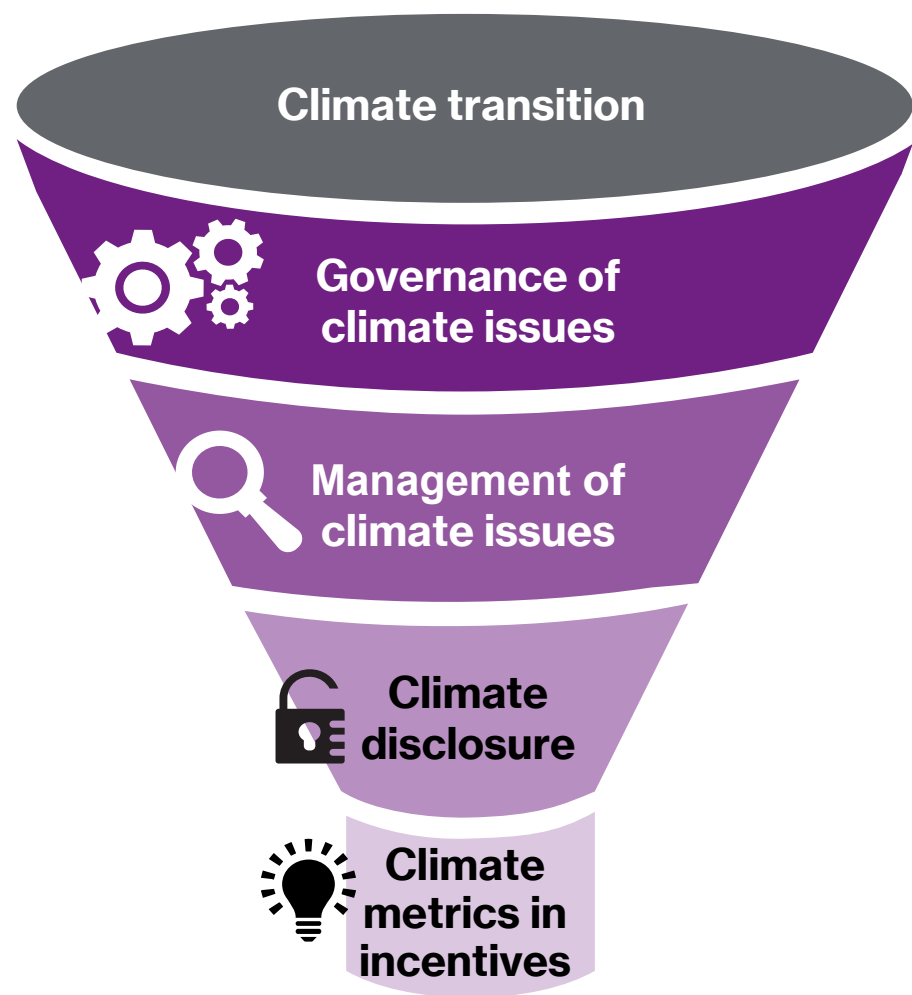 Climate transition
Governance of
climate issues
Management of
climate issues
Climate
disclosure
Climate
metrics in
incentives